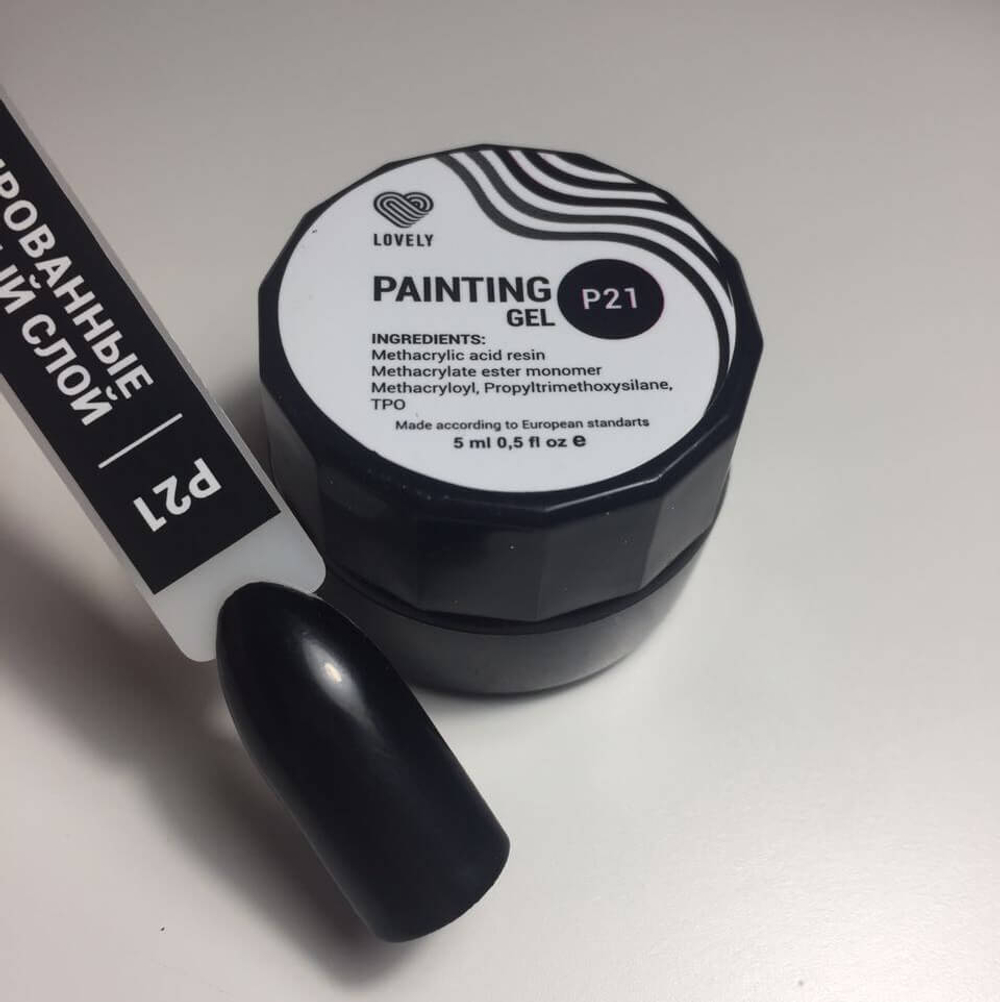 LOVELY
PAINTING
GEL
P21
INGREDIENTS:
Methacrylic acid resin
Methacrylate ester monomer
Methacryloyl, Propyltrimethoxysilane,
TPO
Made according to European standarts
5 ml 0,5 fl oz e
СЛОЙ
P21